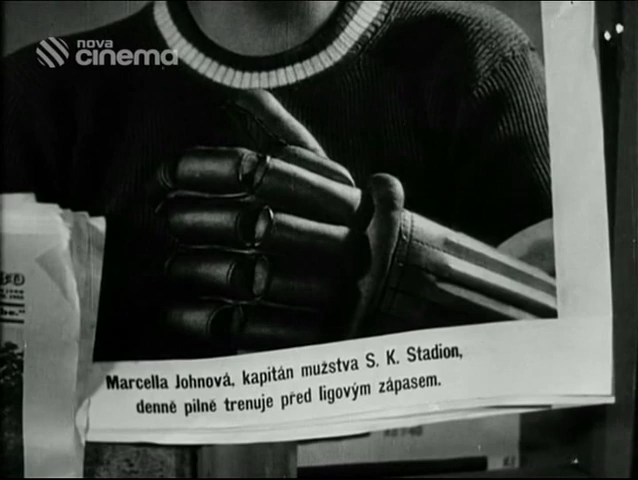 nova
cinema
Marcella Johnová, kapitán mužstva S. K. Stadion,
denně pilně trenuje před ligovým zápasem.